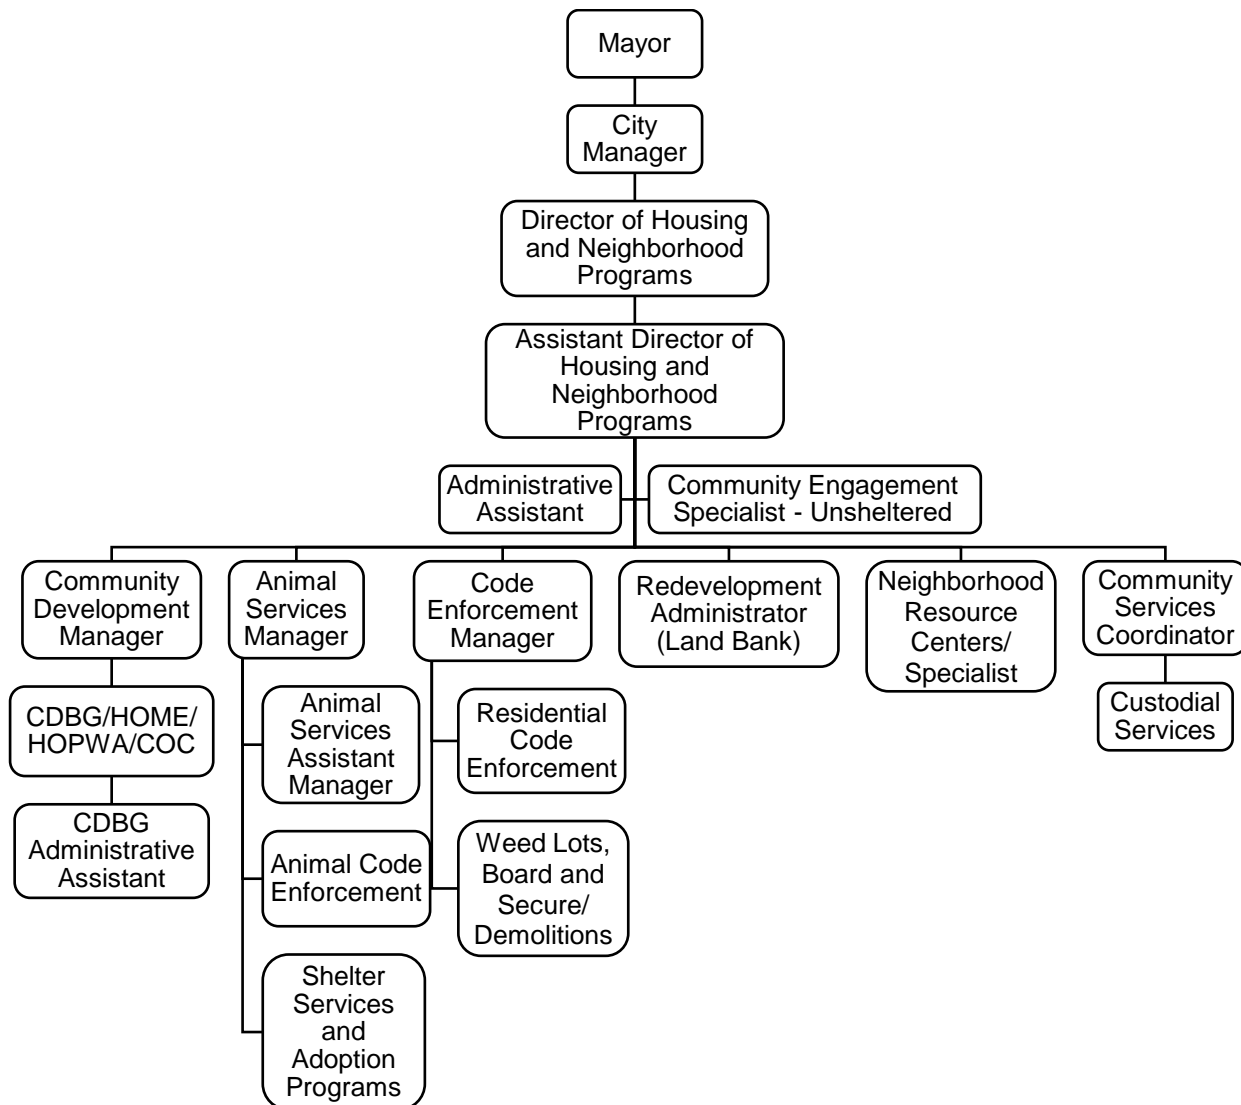 Mayor
City
Manager
Director of Housing
and Neighborhood
Programs
Assistant Director of
Housing and
Neighborhood
Programs
Administrative
Assistant
Community Engagement
Specialist - Unsheltered
Community
Development
Manager
Animal
Services
Manager
Code
Enforcement
Manager
Redevelopment
Administrator
(Land Bank)
Neighborhood
Resource
Centers/
Specialist
Community
Services
Coordinator
CDBG/HOME/
HOPWA/COC
CDBG
Administrative
Assistant
Animal
Services
Assistant
Manager
Animal Code
Enforcement
Shelter
Services
and
Adoption
Programs
Residential
Code
Enforcement
Weed Lots,
Board and
Secure/
Demolitions
Custodial
Services